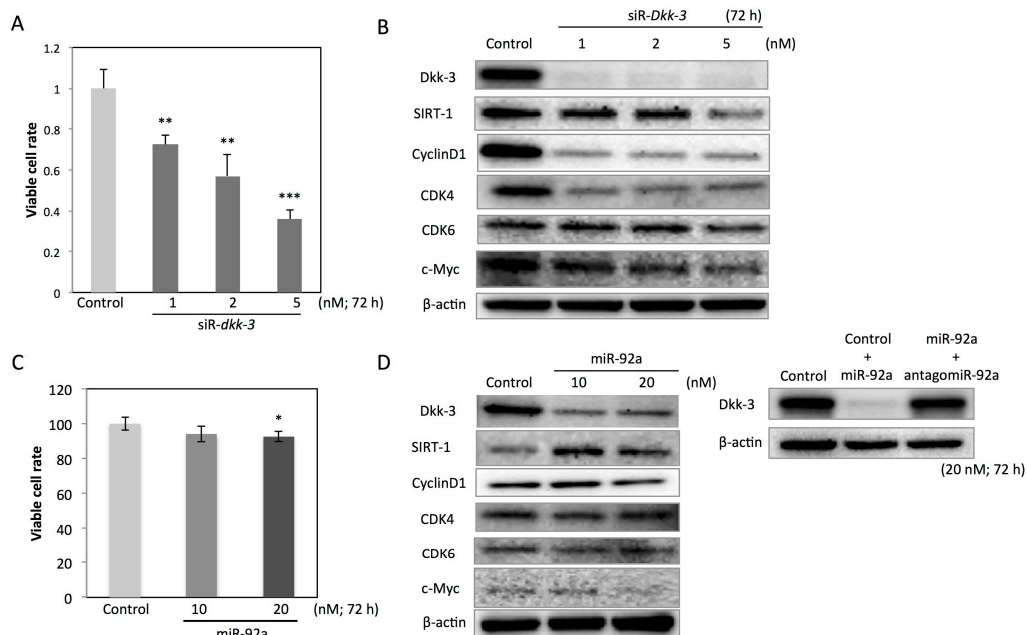 A
1.2
1
0.8
0.6
0.4
0.2
0
Viable cell rate
**
**
***
Control 1 2 5 (nM; 72 h)
siR-dkk-3
B
siR-Dkk-3 (72 h)
Control 1 2 5 (nM)
Dkk-3
SIRT-1
CyclinD1
CDK4
CDK6
c-Myc
β-actin
C
120
100
80
60
40
20
0
Viable cell rate
*
Control 10 20 (nM; 72 h)
miR-92a
D
miR-92a
Control 10 20 (nM)
Dkk-3
SIRT-1
CyclinD1
CDK4
CDK6
c-Myc
β-actin
Control miR-92a
+ +
Control miR-92a antagomiR-92a
Dkk-3
β-actin
(20 nM; 72 h)